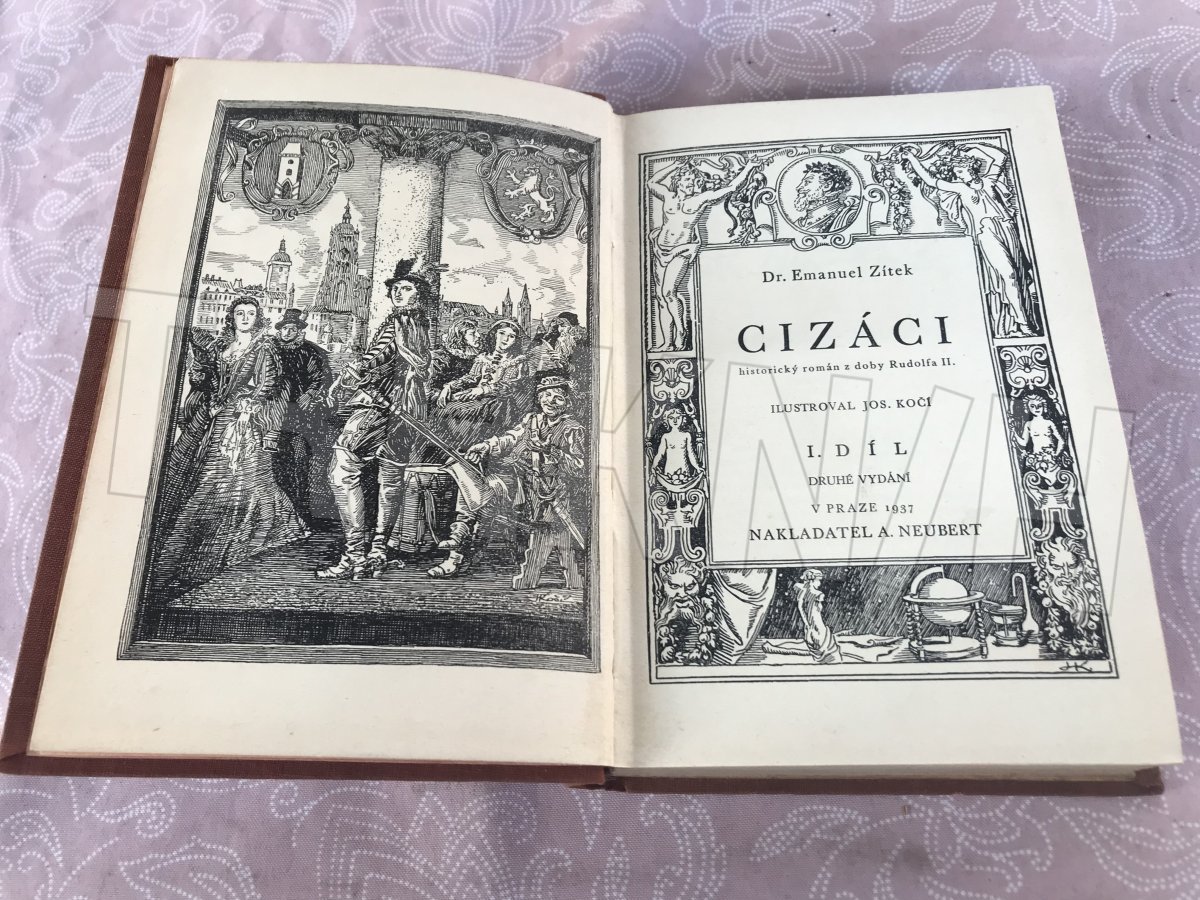 Dr. Emanuel Zítek
CIZÁCI
historický román z doby Rudolfa II.
ILUSTROVAL JOS. KOČÍ
I. DÍL
DRUHÉ VYDÁNÍ
V PRAZE 1937
NAKLADATEL A. NEUBERT